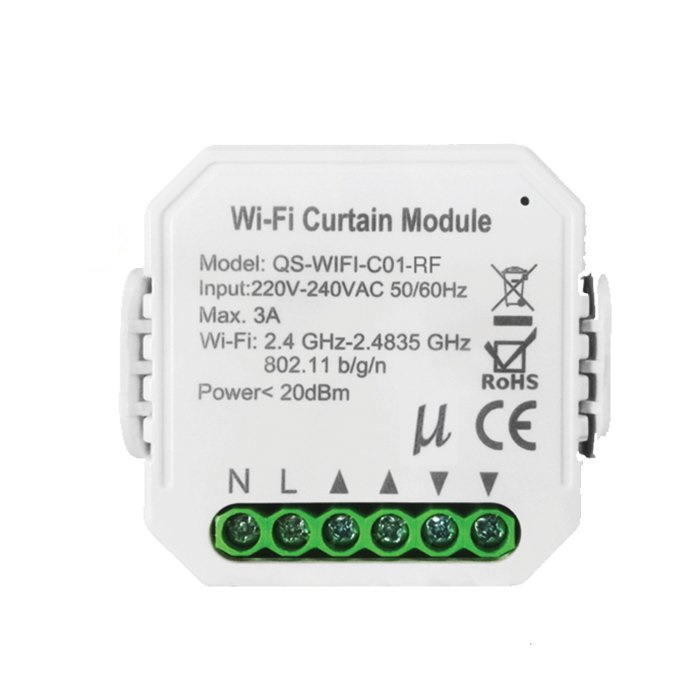 Wi-Fi Curtain Module
Model: QS-WIFI-C01-RF
Input:220V-240VAC 50/60Hz
Max. 3A
Wi-Fi: 2.4 GHz-2.4835 GHz
802.11 b/g/n
RoHS
Power< 20dBm
μ CE
N L ▲ ▲ ▼ ▼